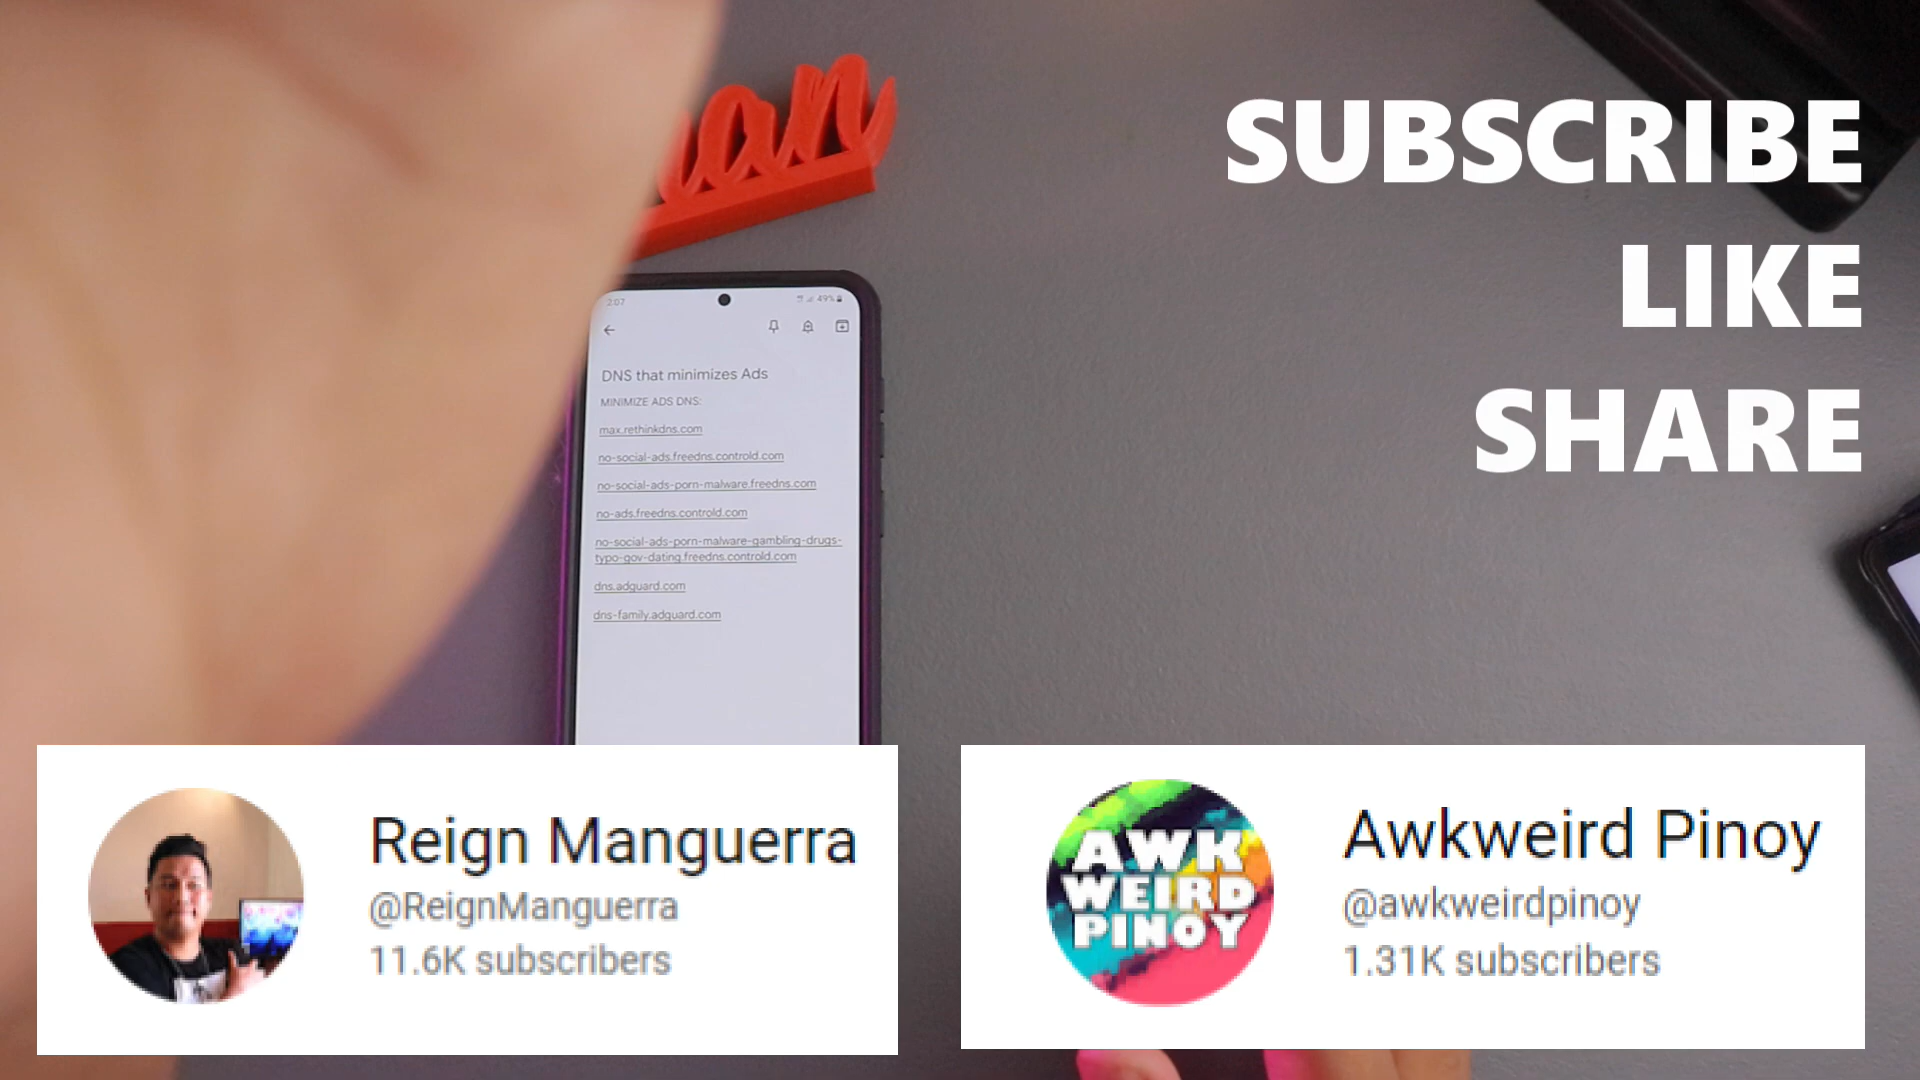 SUBSCRIBE
LIKE
SHARE
2:07
49%
DNS that minimizes Ads
MINIMIZE ADS DNS:
max.rethinkdns.com
no-social-ads.freedns.controld.com
no-social-ads-porn-malware.freedns.com
no-ads.freedns.controld.com
no-social-ads-porn-malware-gambling-drugs-
typo-gov-dating.freedns.controld.com
dns.adguard.com
dns-family.adguard.com
Reign Manguerra
@ReignManguerra
11.6K subscribers
AWK
WEIRD
PINOY
Awkweird Pinoy
@awkweirdpinoy
1.31K subscribers